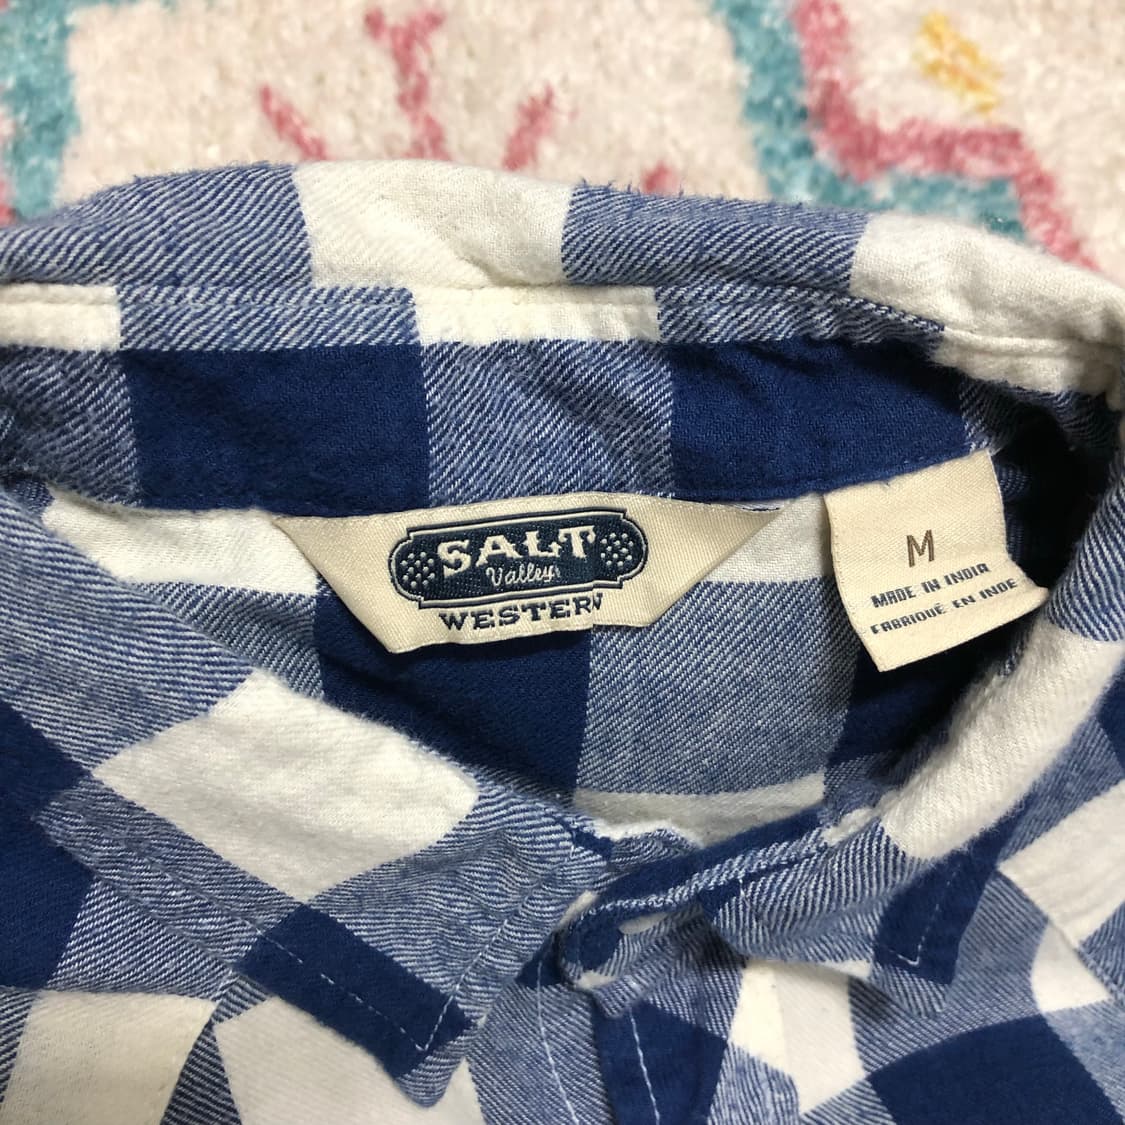 SALT
Valley
WESTERN
M
MADE IN INDIA
FABRIQUÉ EN INDE